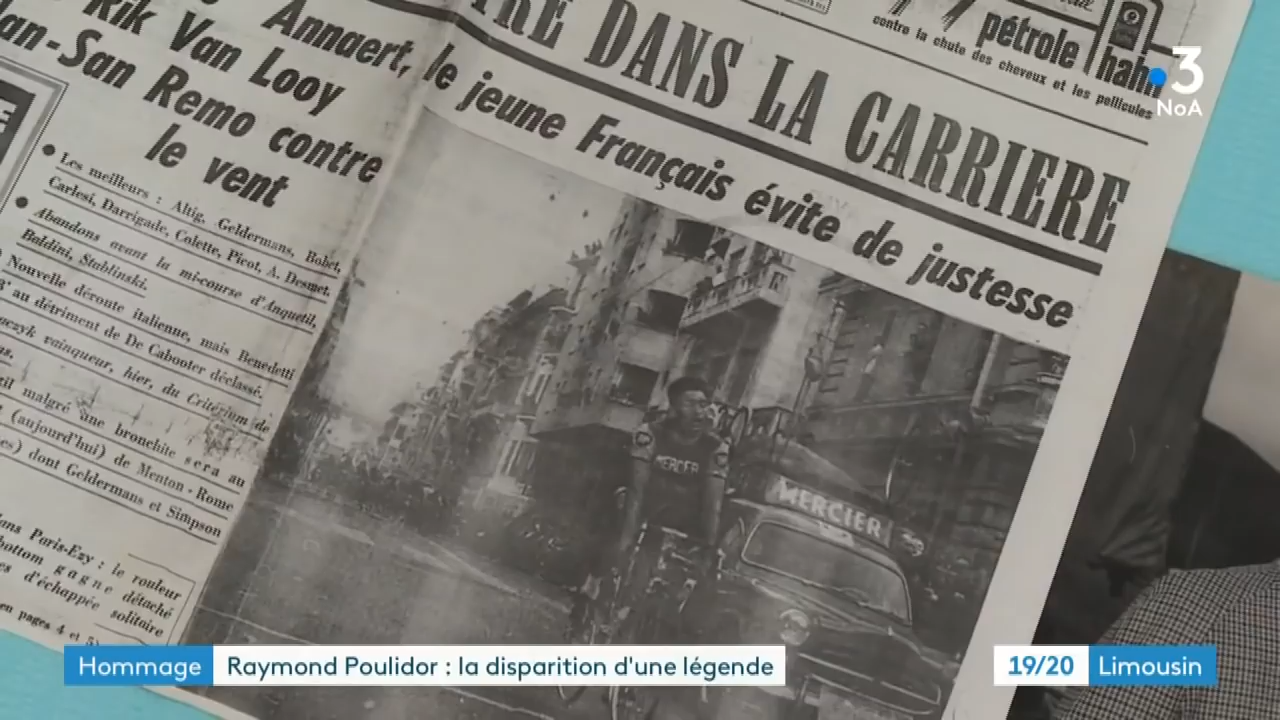 Annaert, le jeune Français évite de justesse
DANS LA CARRIERE
pétrole hahn
contre la chute des cheveux et les pellicules
3
NoA
Rik Van Looy
San Remo contre
le vent
• Les meilleurs : Altig, Geldermans, Bobet,
Carlesi, Darrigade, Colette, Picot, A. Desmet.
• Abandons avant la mi-course d'Anquetil,
Baldini, Stablinski.
Nouvelle déroute italienne, mais Benedetti
au détriment de De Cabooter déclassé.
vainqueur, hier, du Critérium de
malgré une bronchite sera au
(aujourd'hui) de Menton - Rome
dont Geldermans et Simpson
Paris-Ezy : le rouleur
gagne détaché
d'échappée solitaire
en pages 4 et 5)
MERCIER
MERCIER
Hommage
Raymond Poulidor : la disparition d'une légende
19/20 Limousin